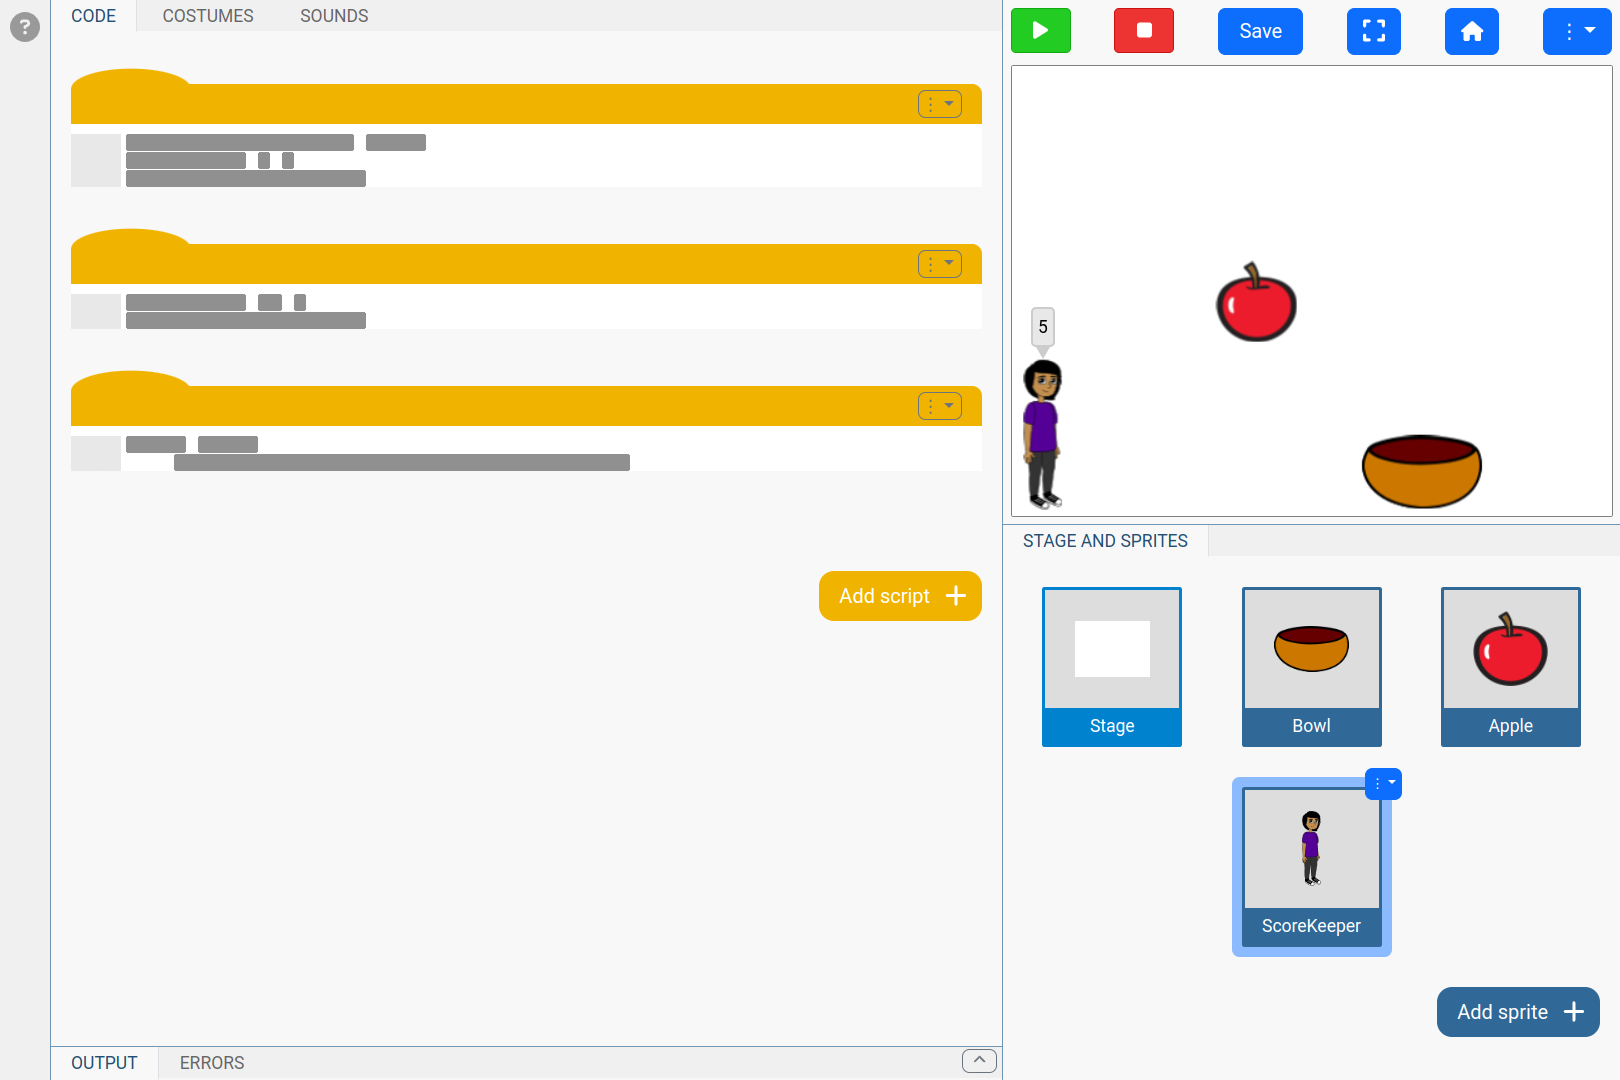 ?
CODE
COSTUMES
SOUNDS
Save
5
Add script +
STAGE AND SPRITES
Stage
Bowl
Apple
ScoreKeeper
Add sprite +
OUTPUT
ERRORS